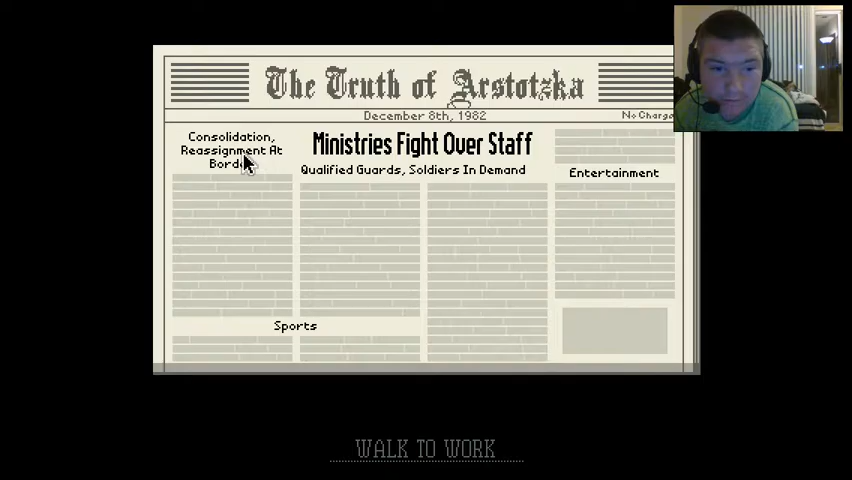 The Truth of Arstotzka
December 8th, 1982
No Charge
Consolidation,
Reassignment At
Border
Ministries Fight Over Staff
Qualified Guards, Soldiers In Demand
Entertainment
Sports
WALK TO WORK